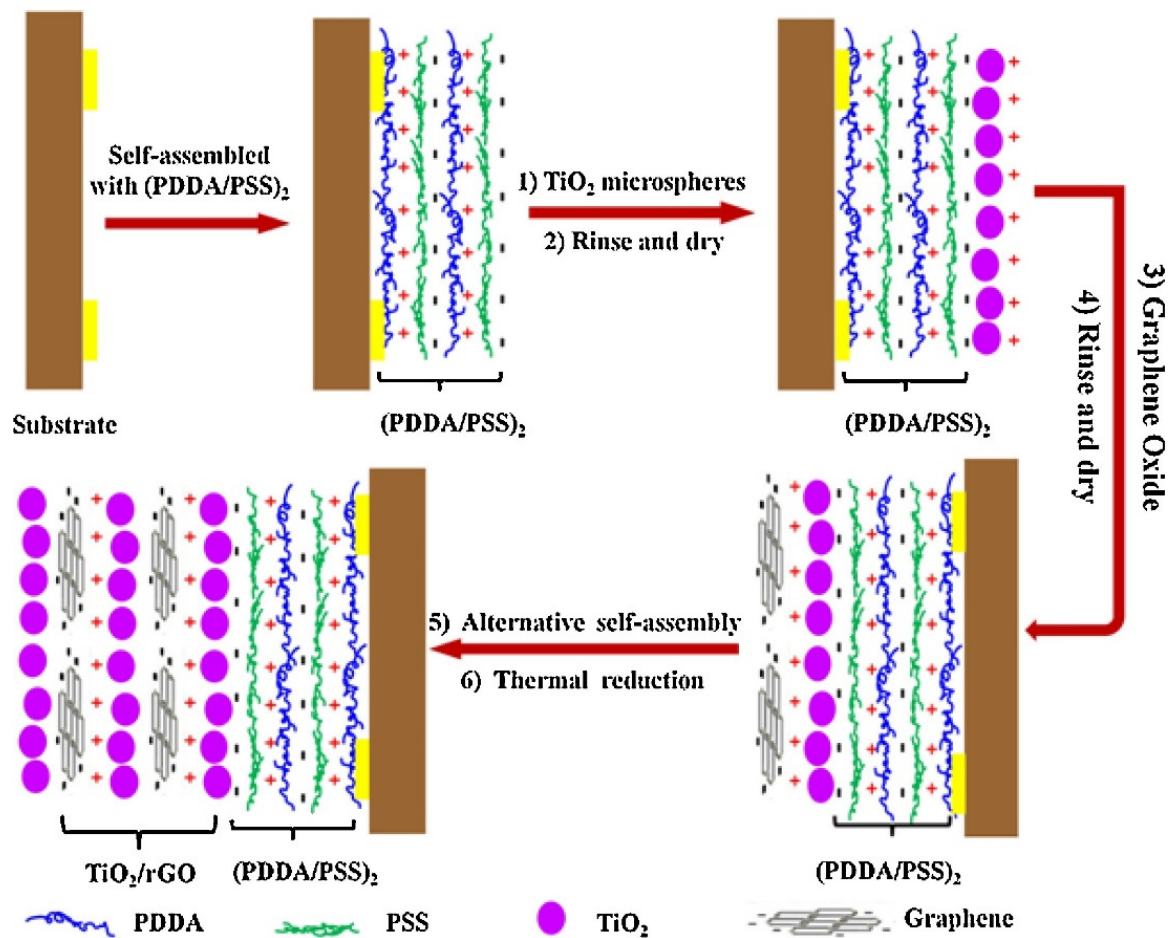 Self-assembled
with (PDDA/PSS)₂
1) TiO₂ microspheres
2) Rinse and dry
3) Graphene Oxide
4) Rinse and dry
Substrate
(PDDA/PSS)₂
(PDDA/PSS)₂
5) Alternative self-assembly
6) Thermal reduction
TiO₂/rGO
(PDDA/PSS)₂
(PDDA/PSS)₂
PDDA
PSS
TiO₂
Graphene